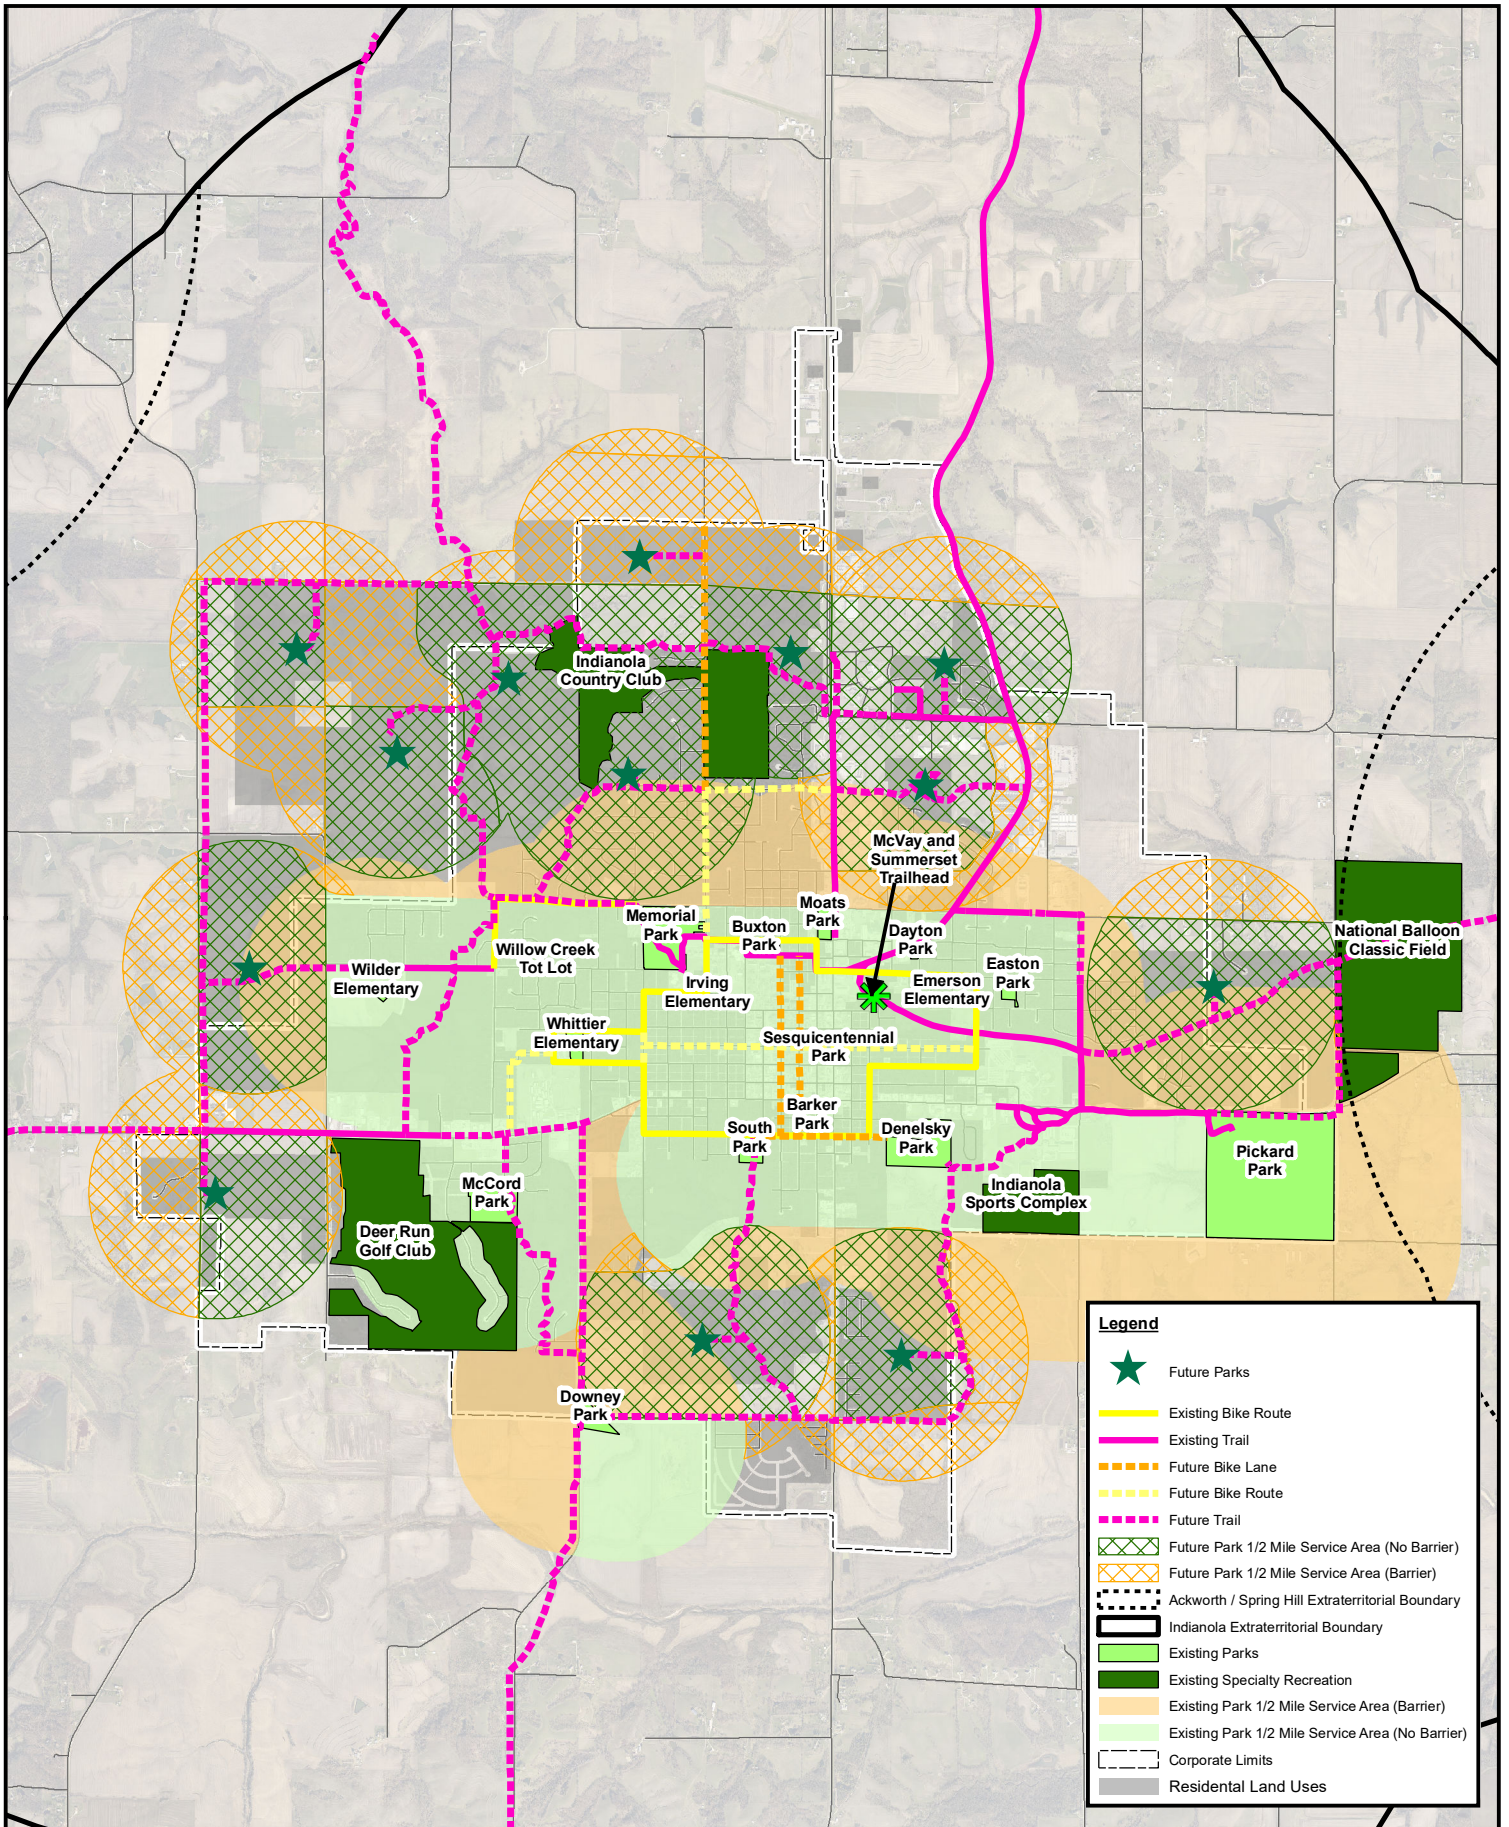 Indianola
Country Club
McVay and
Summerset
Trailhead
Moats
Park
Memorial
Park
Buxton
Park
Dayton
Park
National Balloon
Classic Field
Willow Creek
Tot Lot
Wilder
Elementary
Irving
Elementary
Emerson
Elementary
Easton
Park
Whittier
Elementary
Sesquicentennial
Park
Barker
Park
South
Park
Denelsky
Park
Pickard
Park
McCord
Park
Indianola
Sports Complex
Deer Run
Golf Club
Downey
Park
Legend
Future Parks
Existing Bike Route
Existing Trail
Future Bike Lane
Future Bike Route
Future Trail
Future Park 1/2 Mile Service Area (No Barrier)
Future Park 1/2 Mile Service Area (Barrier)
Ackworth / Spring Hill Extraterritorial Boundary
Indianola Extraterritorial Boundary
Existing Parks
Existing Specialty Recreation
Existing Park 1/2 Mile Service Area (Barrier)
Existing Park 1/2 Mile Service Area (No Barrier)
Corporate Limits
Residental Land Uses